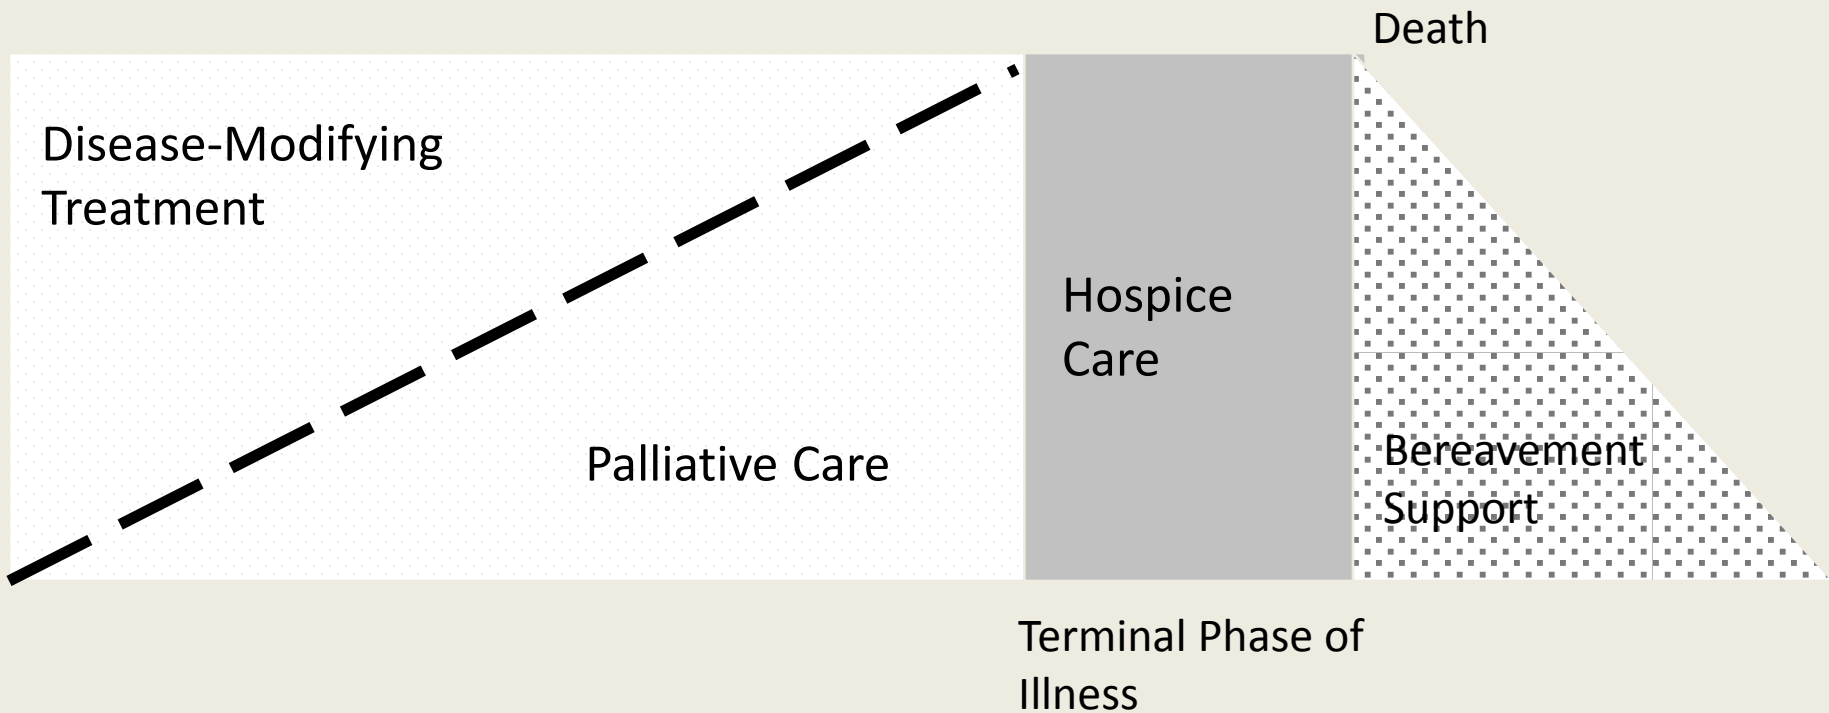 Death
Disease-Modifying
Treatment
Hospice
Care
Palliative Care
Bereavement
Support
Terminal Phase of
Illness